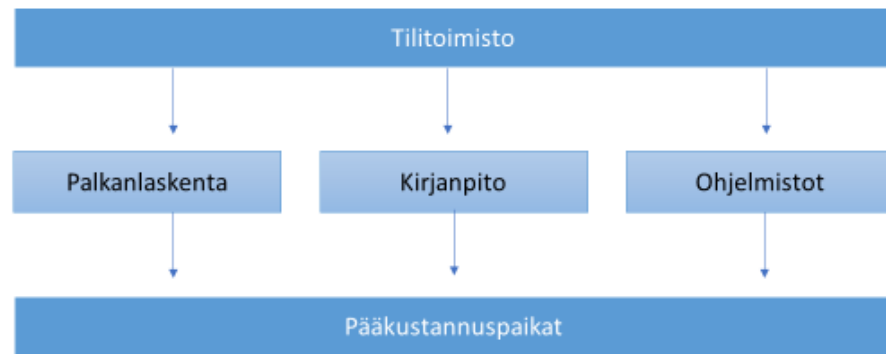 Tilitoimisto
Palkanlaskenta
Kirjanpito
Ohjelmistot
Pääkustannuspaikat